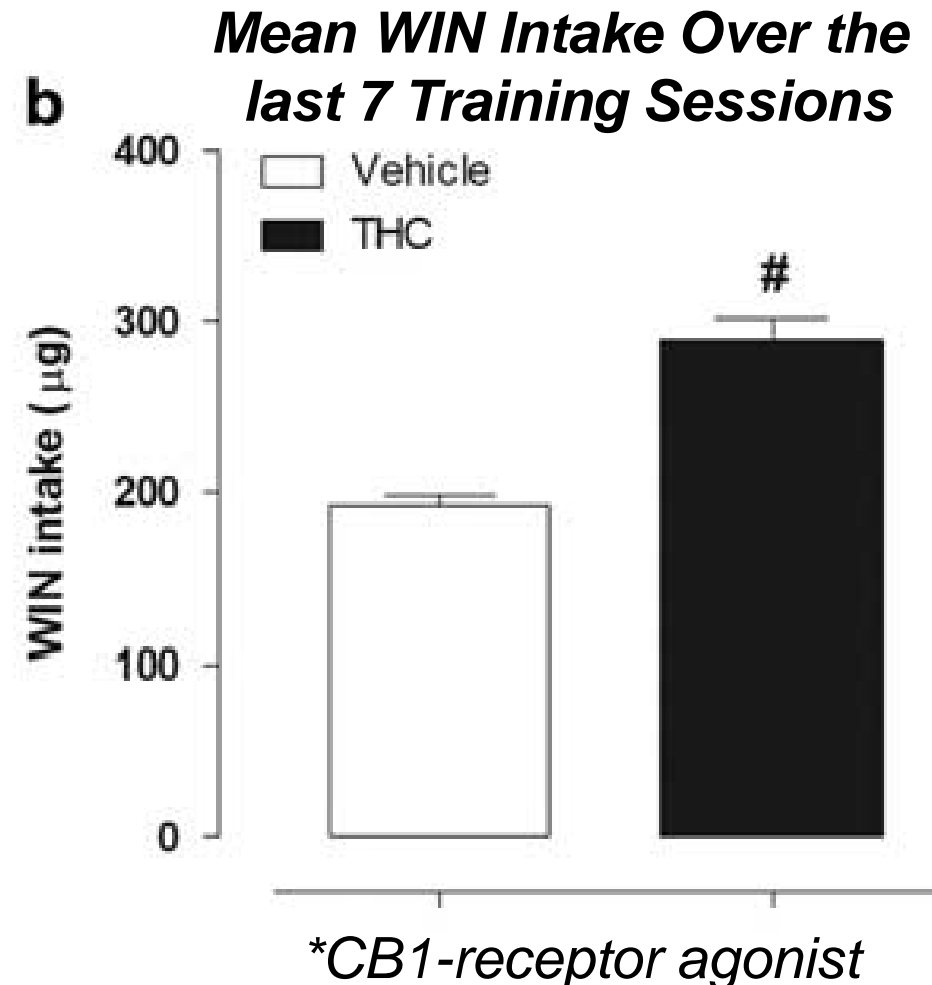 Mean WIN Intake Over the
last 7 Training Sessions
b
400
Vehicle
THC
#
300
200
100
0
WIN intake ( µg)
*CB1-receptor agonist